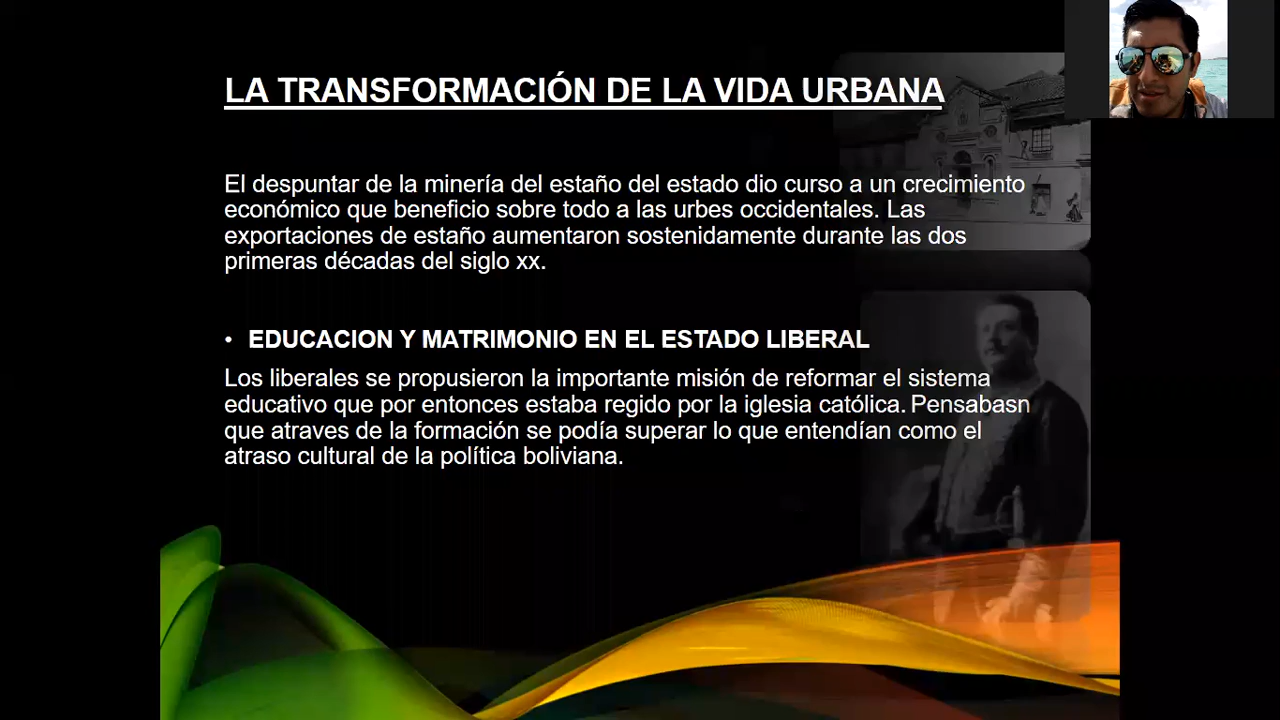 LA TRANSFORMACIÓN DE LA VIDA URBANA
El despuntar de la minería del estaño del estado dio curso a un crecimiento
económico que beneficio sobre todo a las urbes occidentales. Las
exportaciones de estaño aumentaron sostenidamente durante las dos
primeras décadas del siglo xx.
• EDUCACION Y MATRIMONIO EN EL ESTADO LIBERAL
Los liberales se propusieron la importante misión de reformar el sistema
educativo que por entonces estaba regido por la iglesia católica. Pensabasn
que atraves de la formación se podía superar lo que entendían como el
atraso cultural de la política boliviana.